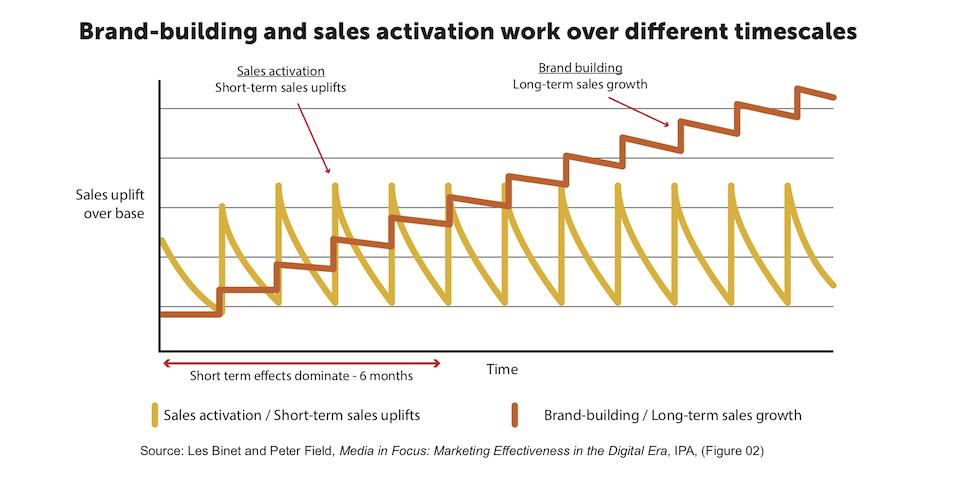 Brand-building and sales activation work over different timescales
Sales activation
Short-term sales uplifts
Brand building
Long-term sales growth
Sales uplift
over base
Time
Short term effects dominate - 6 months
Sales activation / Short-term sales uplifts
Brand-building / Long-term sales growth
Source: Les Binet and Peter Field, Media in Focus: Marketing Effectiveness in the Digital Era, IPA, (Figure 02)